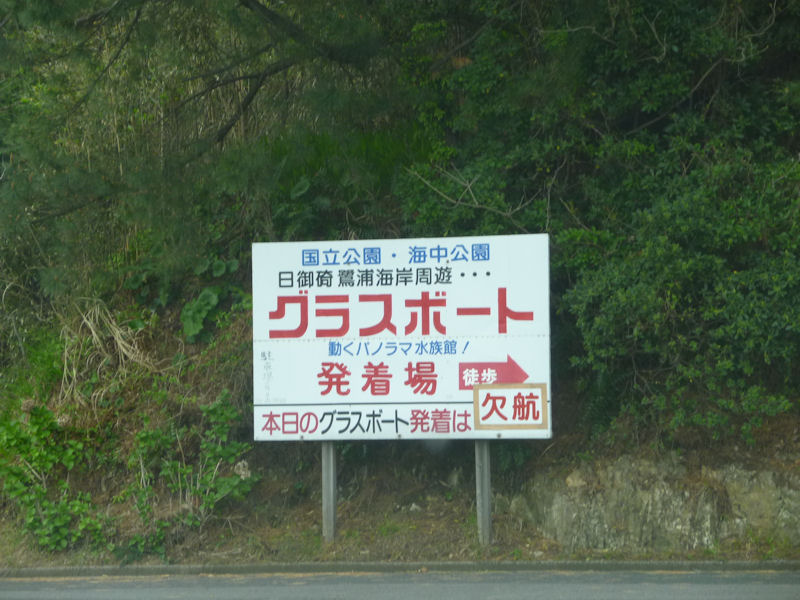 国立公園・海中公園
日御碕 鷺浦海岸周遊・・・
グラスボート
動くパノラマ水族館!
発着場 徒歩
本日のグラスボート発着は 欠航